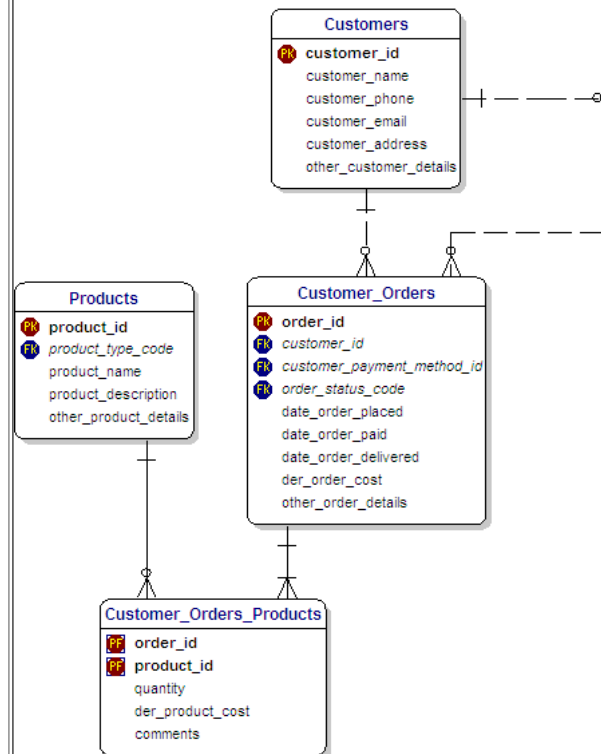 Customers
PK customer_id
customer_name
customer_phone
customer_email
customer_address
other_customer_details
Products
PK product_id
FK product_type_code
product_name
product_description
other_product_details
Customer_Orders
PK order_id
FK customer_id
FK customer_payment_method_id
FK order_status_code
date_order_placed
date_order_paid
date_order_delivered
der_order_cost
other_order_details
Customer_Orders_Products
PF order_id
PF product_id
quantity
der_product_cost
comments